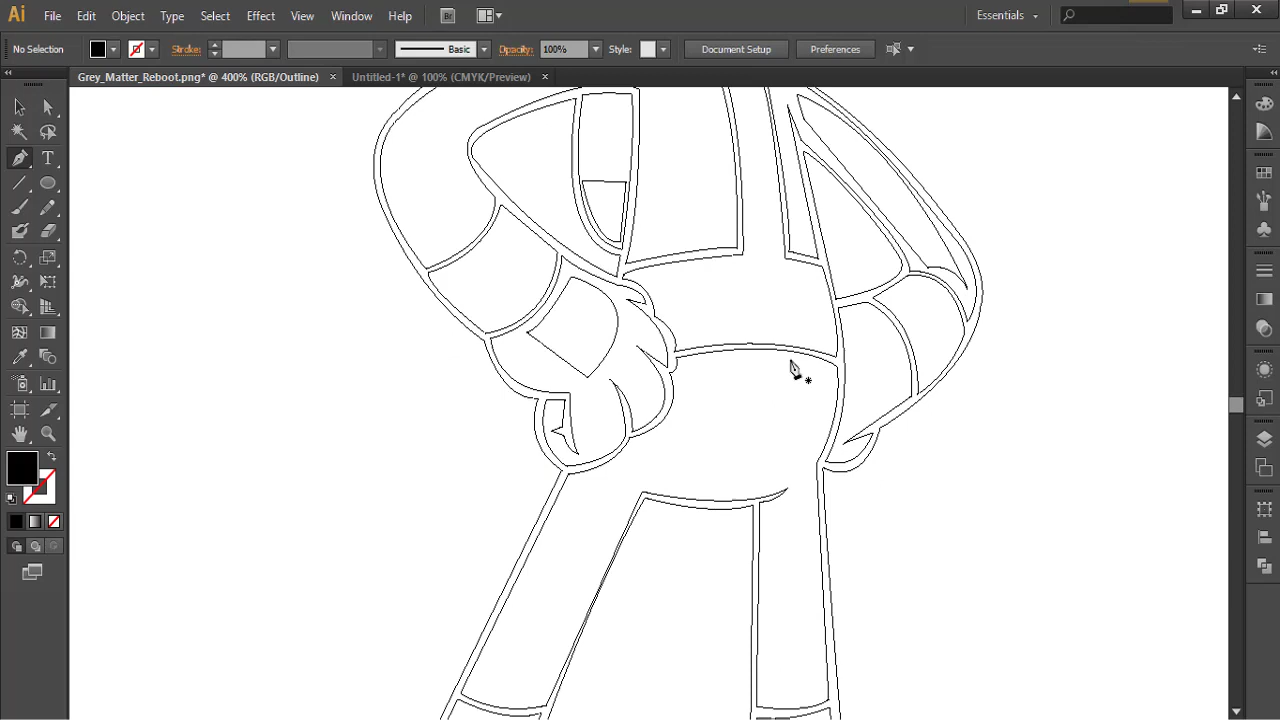 Ai File Edit Object Type Select Effect View Window Help Br Essentials
No Selection Stroke: Basic Opacity: 100% Style: Document Setup Preferences
Grey_Matter_Reboot.png* @ 400% (RGB/Outline) × Untitled-1* @ 100% (CMYK/Preview) ×
T